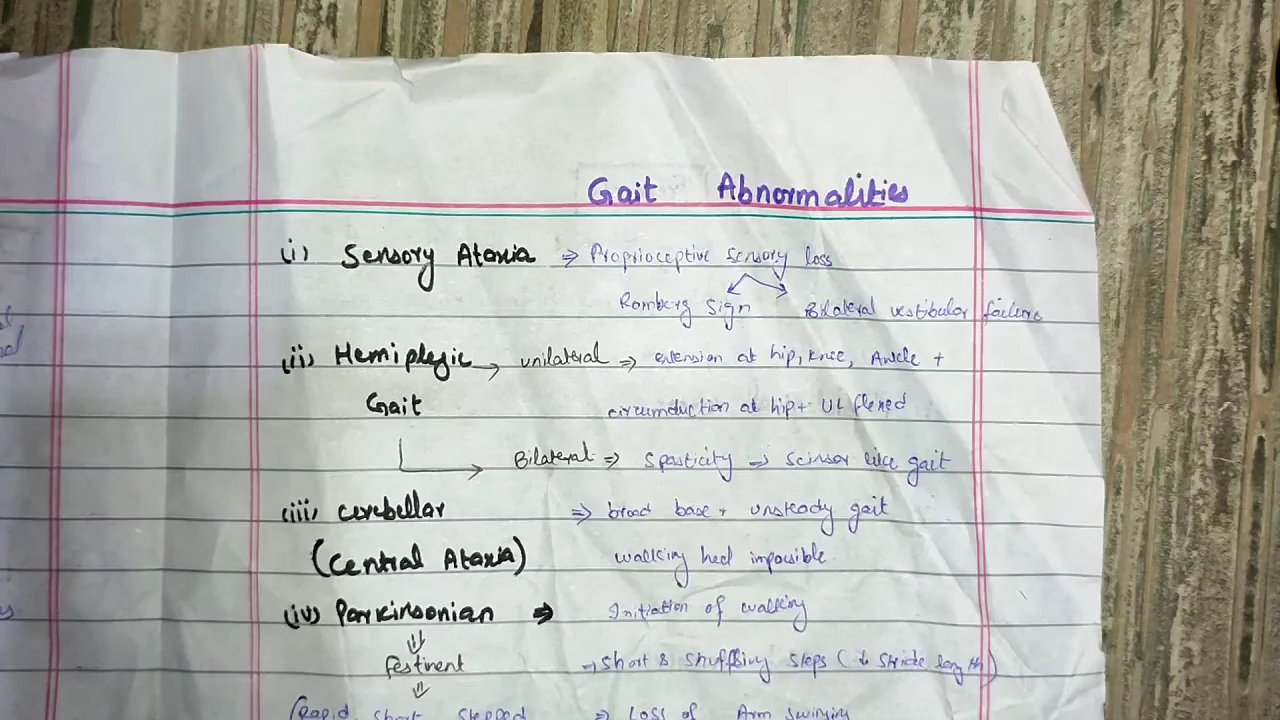 Gait Abnormalities
(i) Sensory Ataxia ⇒ Proprioceptive sensory loss
Romberg sign Bilateral vestibular failure
(ii) Hemiplegic → unilateral ⇒ extension at hip, knee, Ankle +
Gait circumduction at hip + UL flexed
Bilateral ⇒ Spasticity → Scissor like gait
(iii) cerebellar ⇒ broad base + unsteady gait
(Central Ataxia) walking heel impossible
(iv) Parkinsonian ⇒ Initiation of walking
⇓
festinent → short & shuffling steps (↓ stride length)
⇓
(Rapid, short stepped ⇒ Loss of Arm swinging